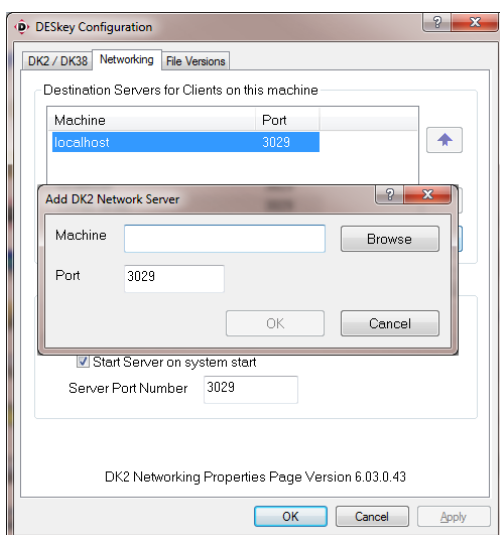 DESkey Configuration
DK2 / DK38 Networking File Versions
Destination Servers for Clients on this machine
Machine Port
localhost 3029
Add DK2 Network Server
Machine Browse
Port 3029
OK Cancel
Start Server on system start
Server Port Number 3029
DK2 Networking Properties Page Version 6.03.0.43
OK Cancel Apply